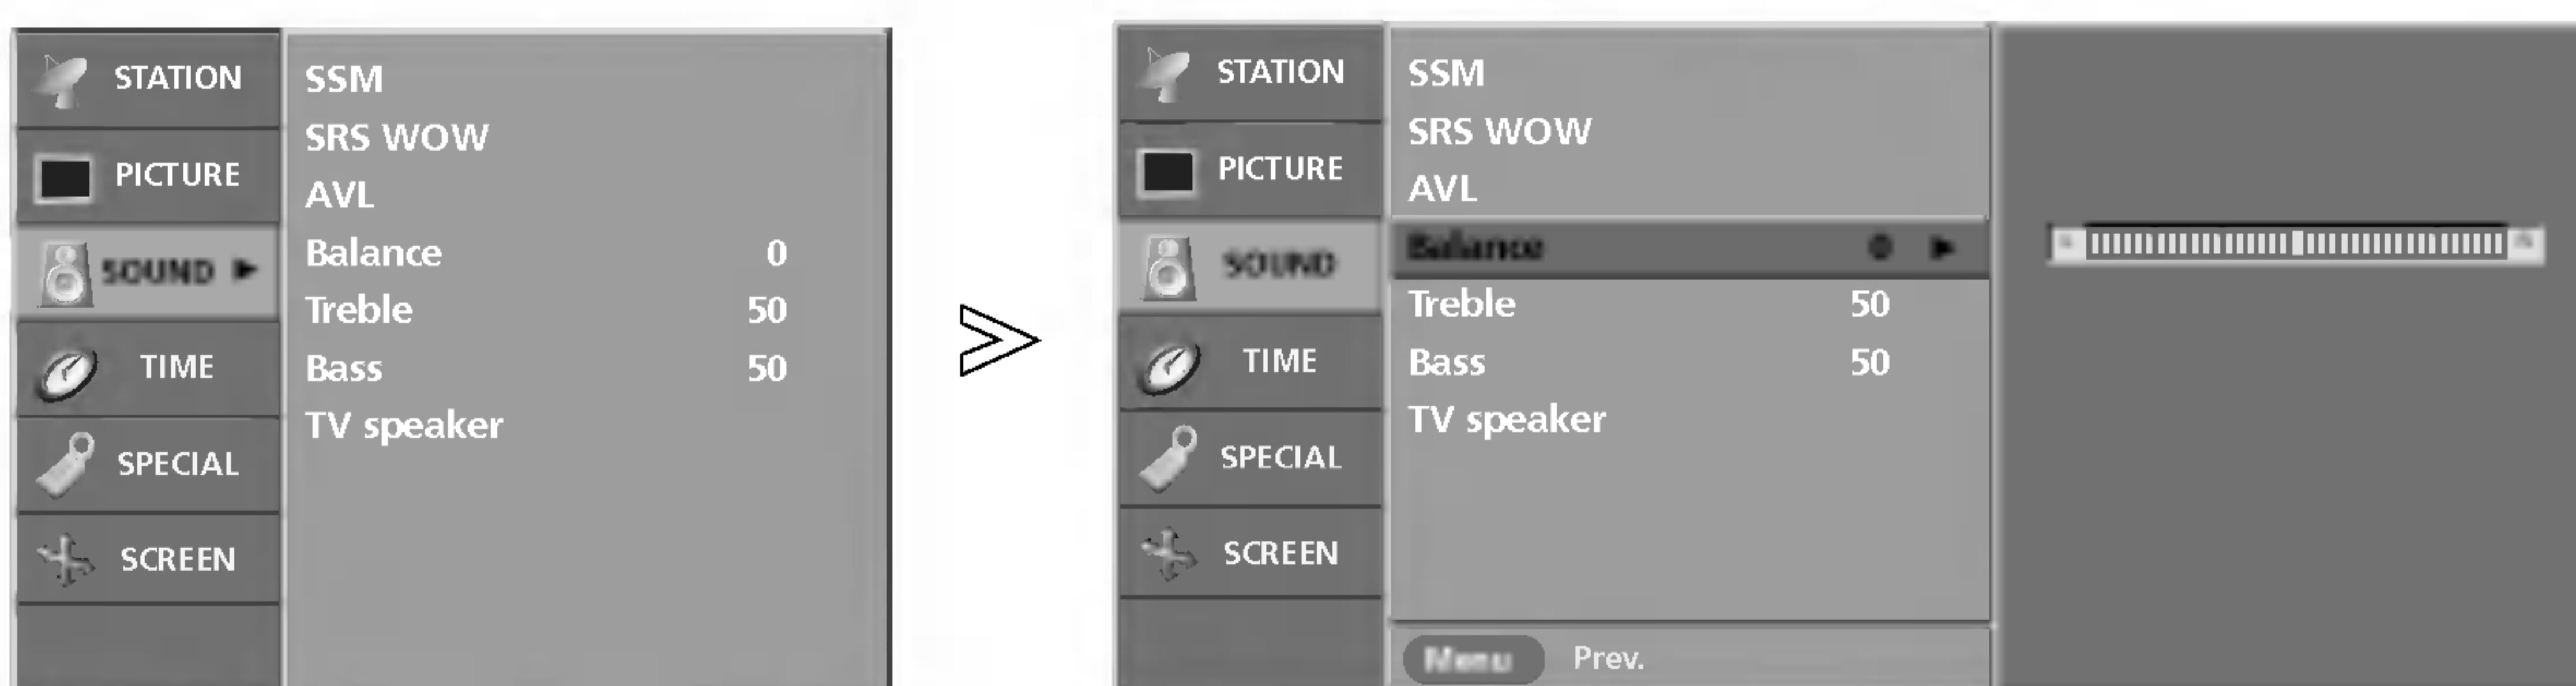 STATION
PICTURE
SOUND ▶
TIME
SPECIAL
SCREEN
SSM
SRS WOW
AVL
Balance 0
Treble 50
Bass 50
TV speaker
STATION
PICTURE
SOUND
TIME
SPECIAL
SCREEN
SSM
SRS WOW
AVL
Balance 0 ▶
Treble 50
Bass 50
TV speaker
Menu Prev.